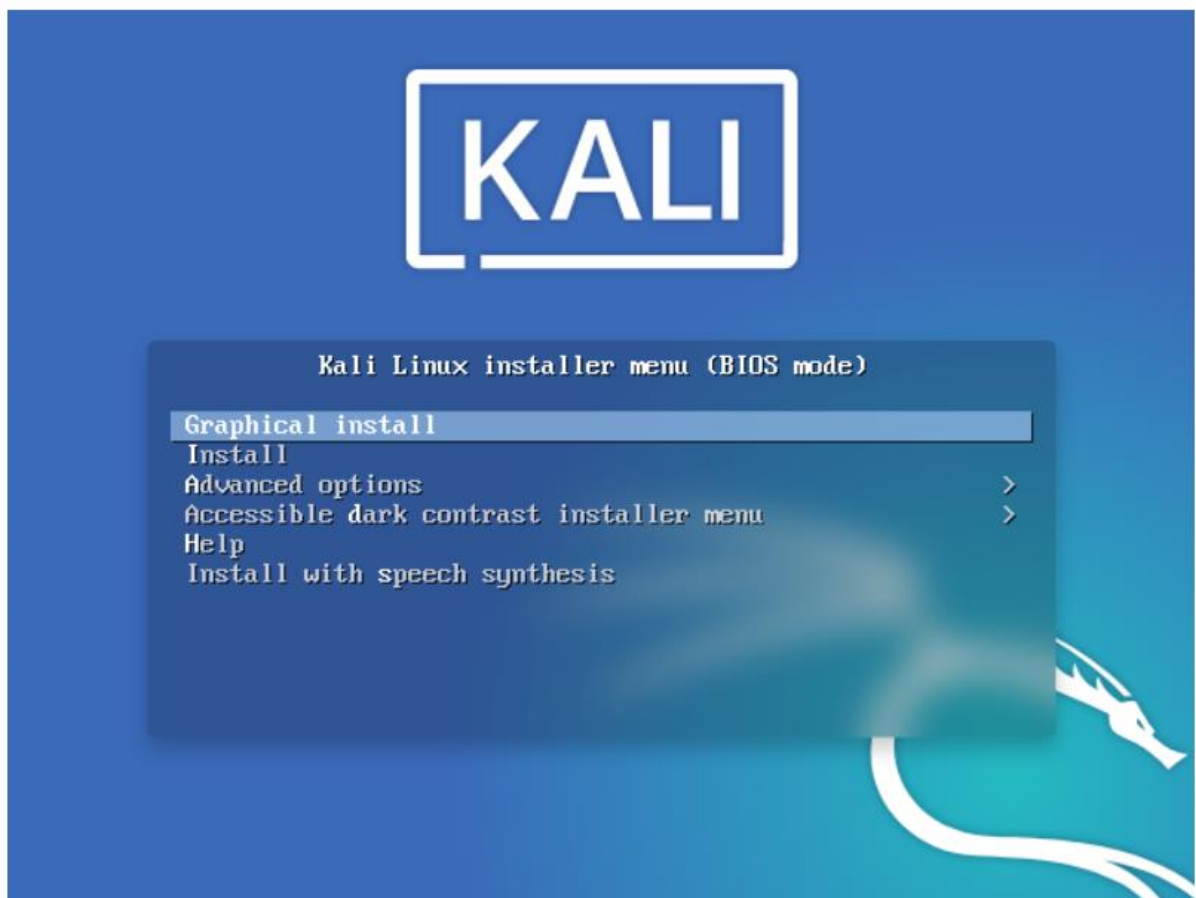 KALI
Kali Linux installer menu (BIOS mode)
Graphical install
Install
Advanced options >
Accessible dark contrast installer menu >
Help
Install with speech synthesis